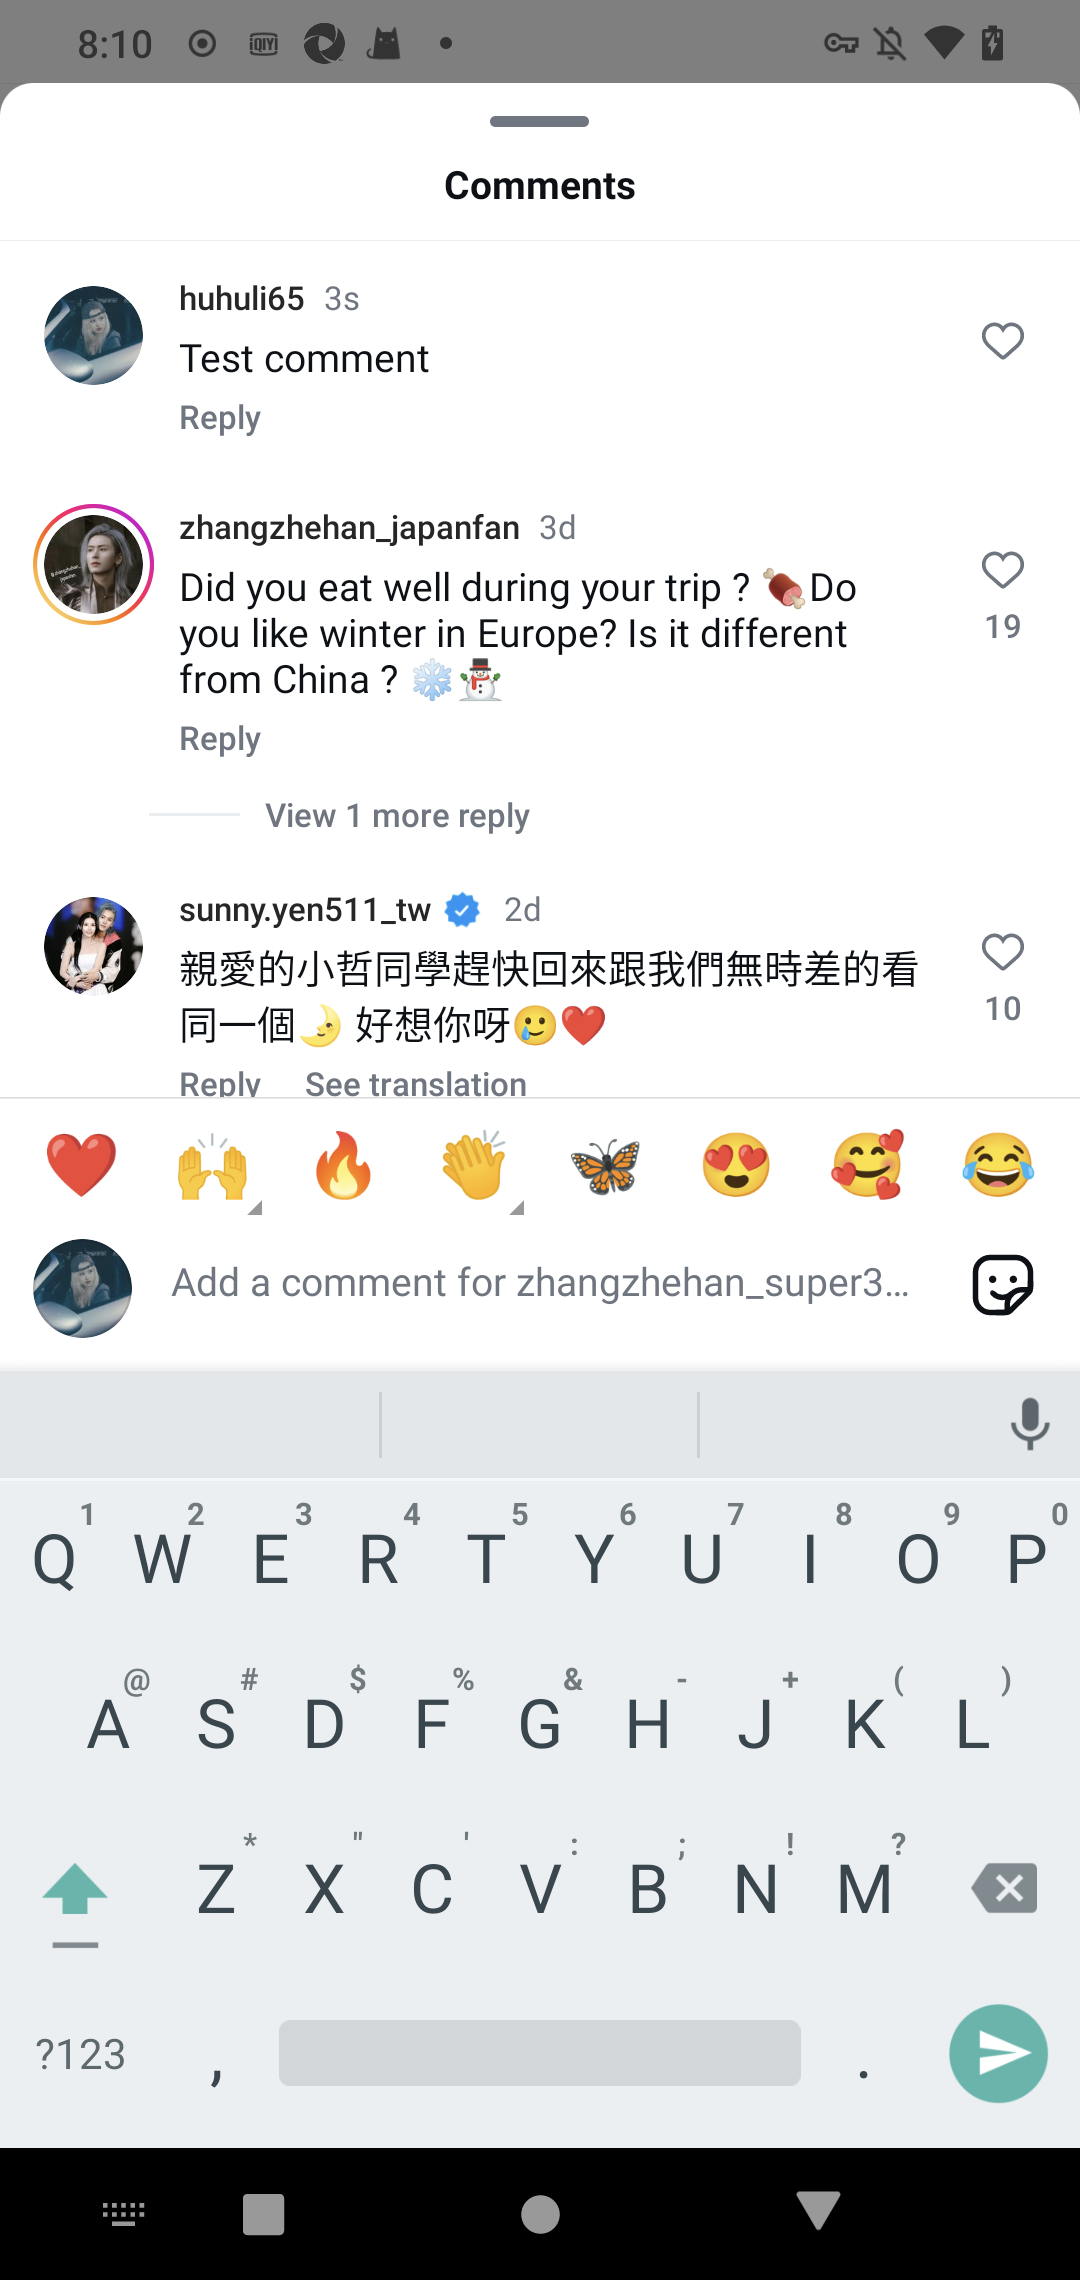 8:10
iQIYI
Comments
huhuli65 3s
Test comment
Reply
zhangzhehan_japanfan 3d
Did you eat well during your trip ? 🍖Do
you like winter in Europe? Is it different
from China ? ❄️⛄
19
Reply
View 1 more reply
sunny.yen511_tw 2d
親愛的小哲同學趕快回來跟我們無時差的看
同一個🌛 好想你呀🥲❤️
10
Reply See translation
❤️ 🙌 🔥 👏 🦋 😍 🥰 😂
Add a comment for zhangzhehan_super3...
1 2 3 4 5 6 7 8 9 0
Q W E R T Y U I O P
@ # $ % & - + ( )
A S D F G H J K L
* " ' : ; ! ?
Z X C V B N M
?123 , .